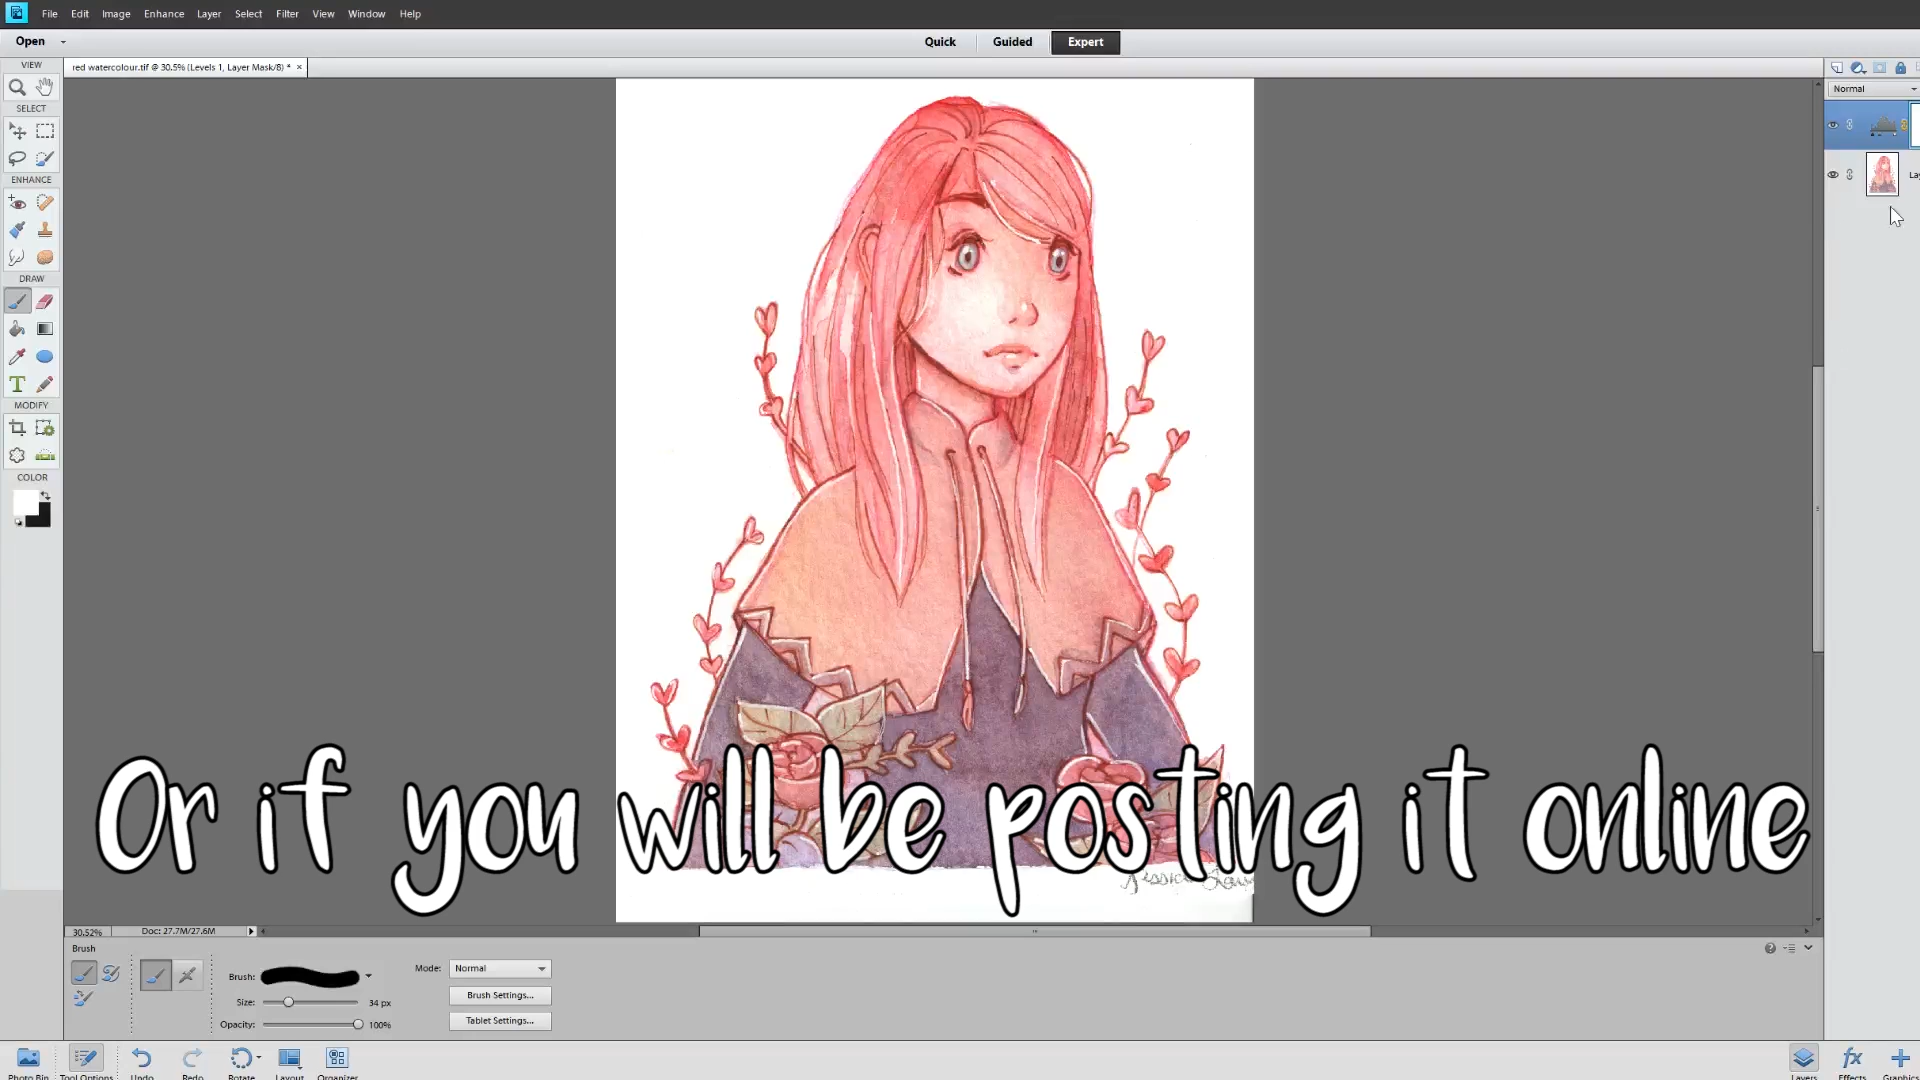 File Edit Image Enhance Layer Select Filter View Window Help
Open Quick Guided Expert
VIEW
red watercolour.tif @ 30.5% (Levels 1, Layer Mask/8) * ×
Normal
SELECT
ENHANCE
Lay
DRAW
T
MODIFY
COLOR
Or if you will be posting it online
Jessica
30.52% Doc: 27.7M/27.6M
Brush
Brush: Mode: Normal
Size: 34 px Brush Settings...
Opacity: 100% Tablet Settings...
Photo Bin Tool Options Undo Redo Rotate Layout Organizer Layers fx Effects Graphics